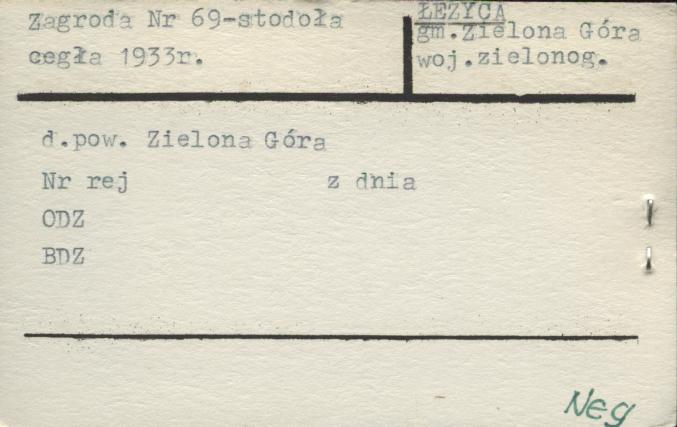 Zagroda Nr 69-stodoła
cegła 1933r.
ŁEŻYCA
gm.Zielona Góra
woj.zielonog.
d.pow. Zielona Góra
Nr rej z dnia
ODZ
BDZ
Neg